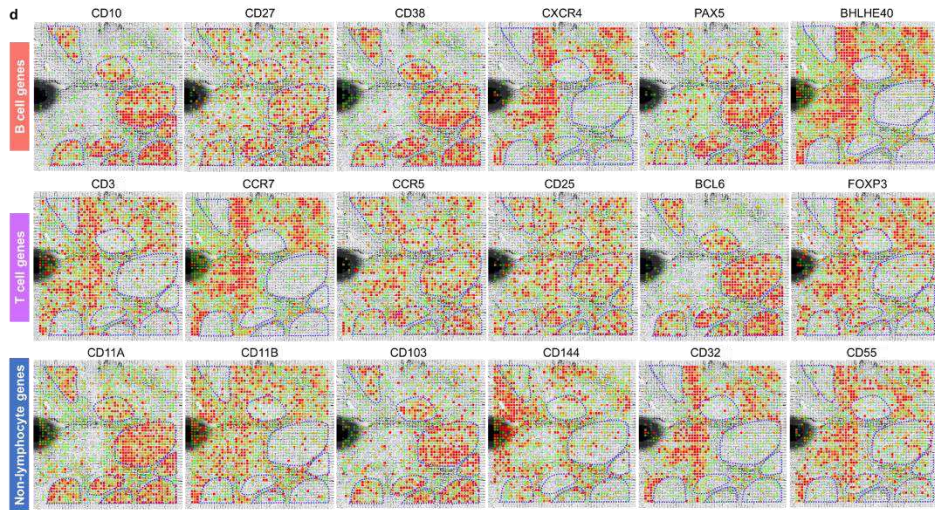 d
CD10 CD27 CD38 CXCR4 PAX5 BHLHE40
B cell genes
CD3 CCR7 CCR5 CD25 BCL6 FOXP3
T cell genes
CD11A CD11B CD103 CD144 CD32 CD55
Non-lymphocyte genes